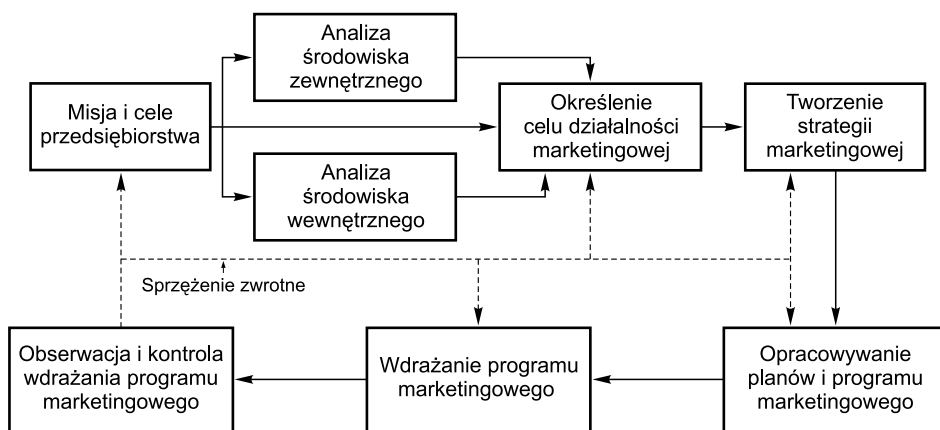 Misja i cele
przedsiębiorstwa
Analiza
środowiska
zewnętrznego
Analiza
środowiska
wewnętrznego
Określenie
celu działalności
marketingowej
Tworzenie
strategii
marketingowej
Sprzężenie zwrotne
Obserwacja i kontrola
wdrażania programu
marketingowego
Wdrażanie programu
marketingowego
Opracowywanie
planów i programu
marketingowego